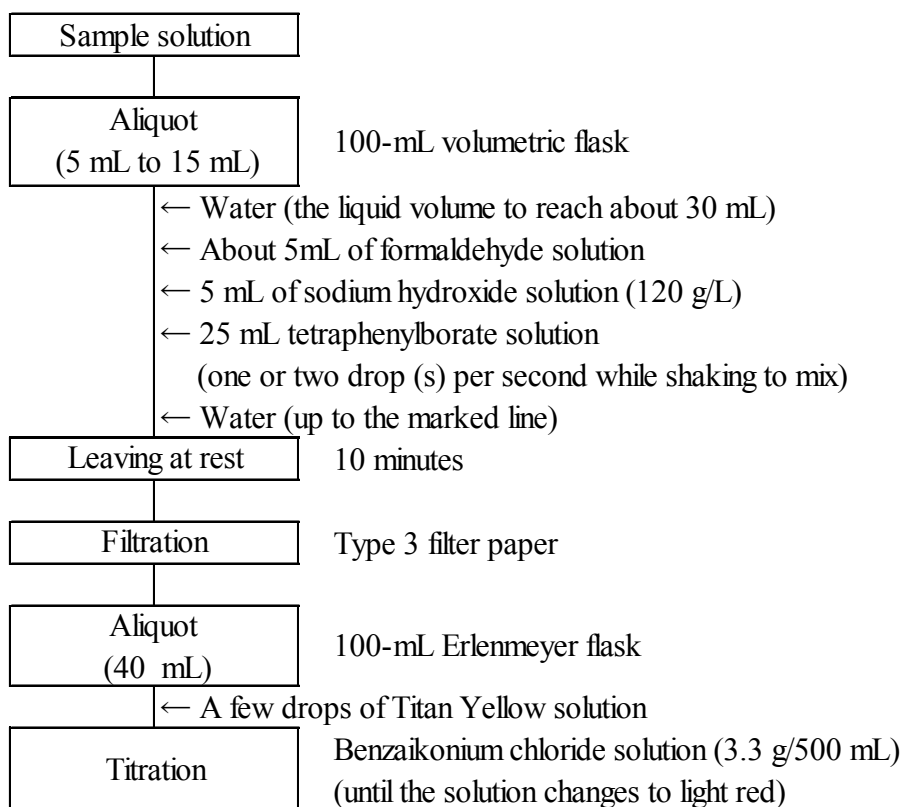 Sample solution
Aliquot
(5 mL to 15 mL)
100-mL volumetric flask
← Water (the liquid volume to reach about 30 mL)
← About 5mL of formaldehyde solution
← 5 mL of sodium hydroxide solution (120 g/L)
← 25 mL tetraphenylborate solution
(one or two drop (s) per second while shaking to mix)
← Water (up to the marked line)
Leaving at rest
10 minutes
Filtration
Type 3 filter paper
Aliquot
(40 mL)
100-mL Erlenmeyer flask
← A few drops of Titan Yellow solution
Titration
Benzaikonium chloride solution (3.3 g/500 mL)
(until the solution changes to light red)